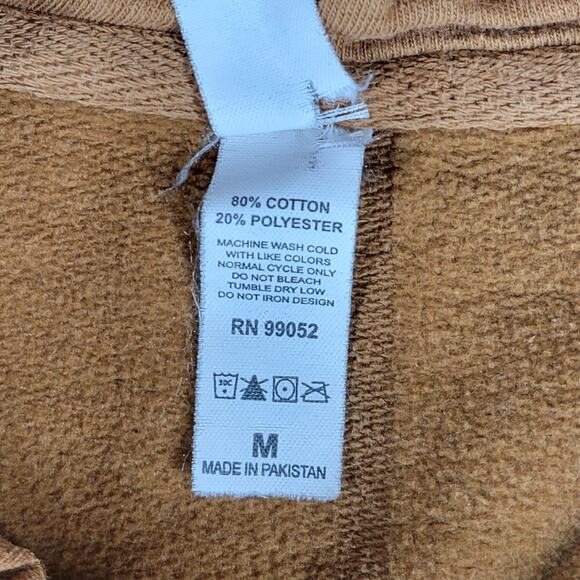 80% COTTON
20% POLYESTER
MACHINE WASH COLD
WITH LIKE COLORS
NORMAL CYCLE ONLY
DO NOT BLEACH
TUMBLE DRY LOW
DO NOT IRON DESIGN
RN 99052
30C
M
MADE IN PAKISTAN